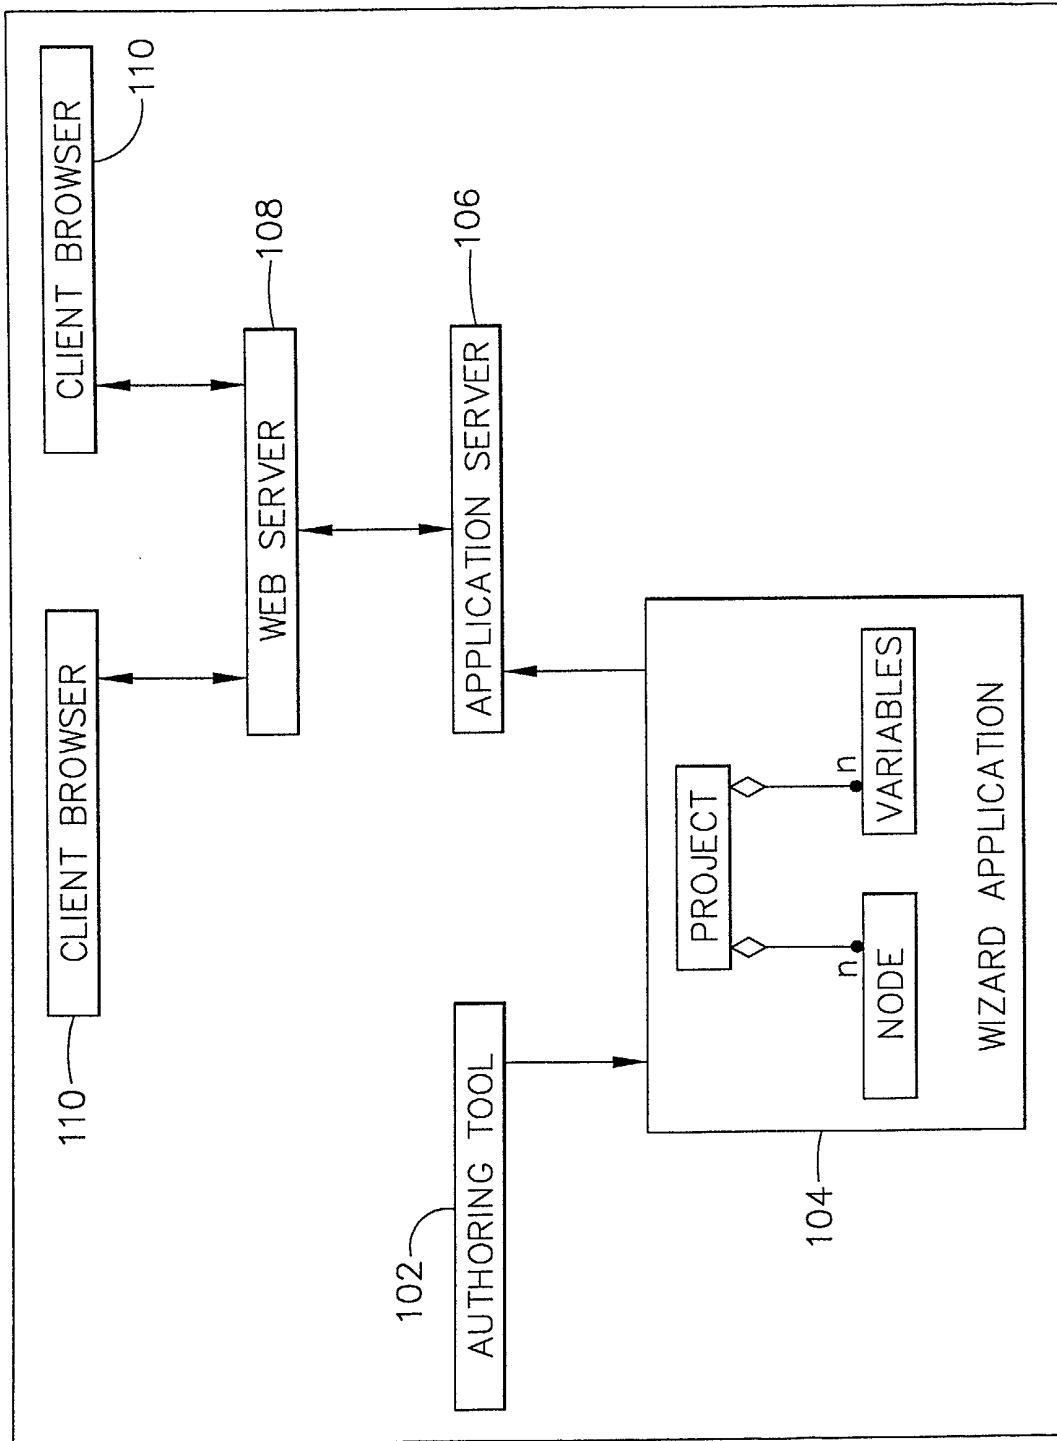 CLIENT BROWSER
110
CLIENT BROWSER
110
WEB SERVER
108
AUTHORING TOOL
102
APPLICATION SERVER
106
PROJECT
n
n
NODE
VARIABLES
WIZARD APPLICATION
104